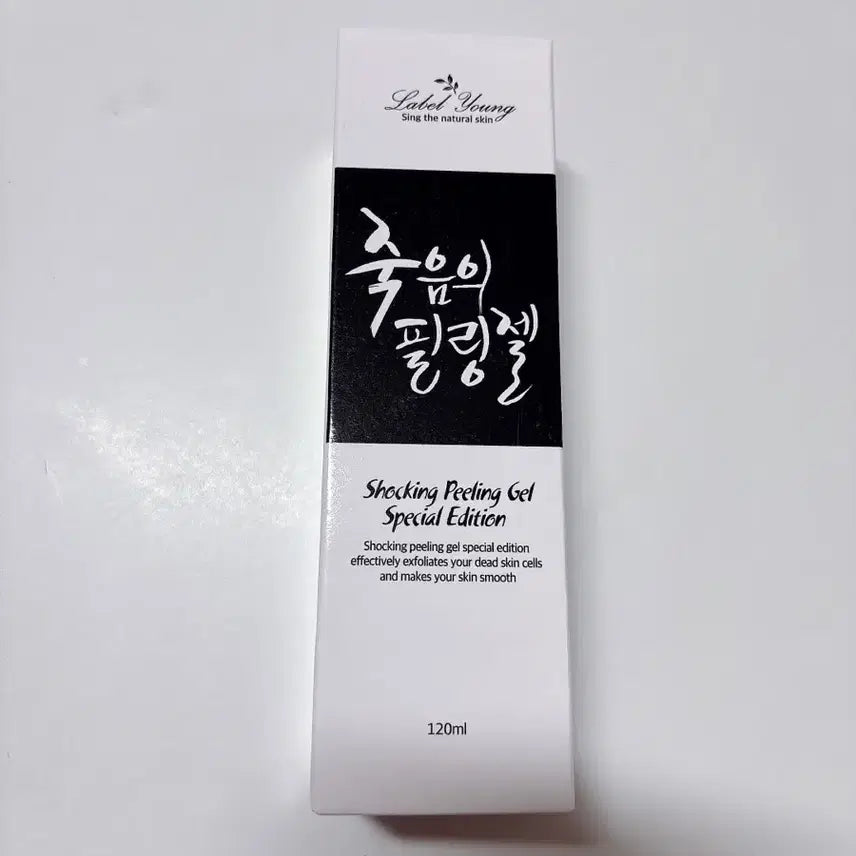 Label Young
Sing the natural skin
죽음의
필링젤
Shocking Peeling Gel
Special Edition
Shocking peeling gel special edition
effectively exfoliates your dead skin cells
and makes your skin smooth
120ml